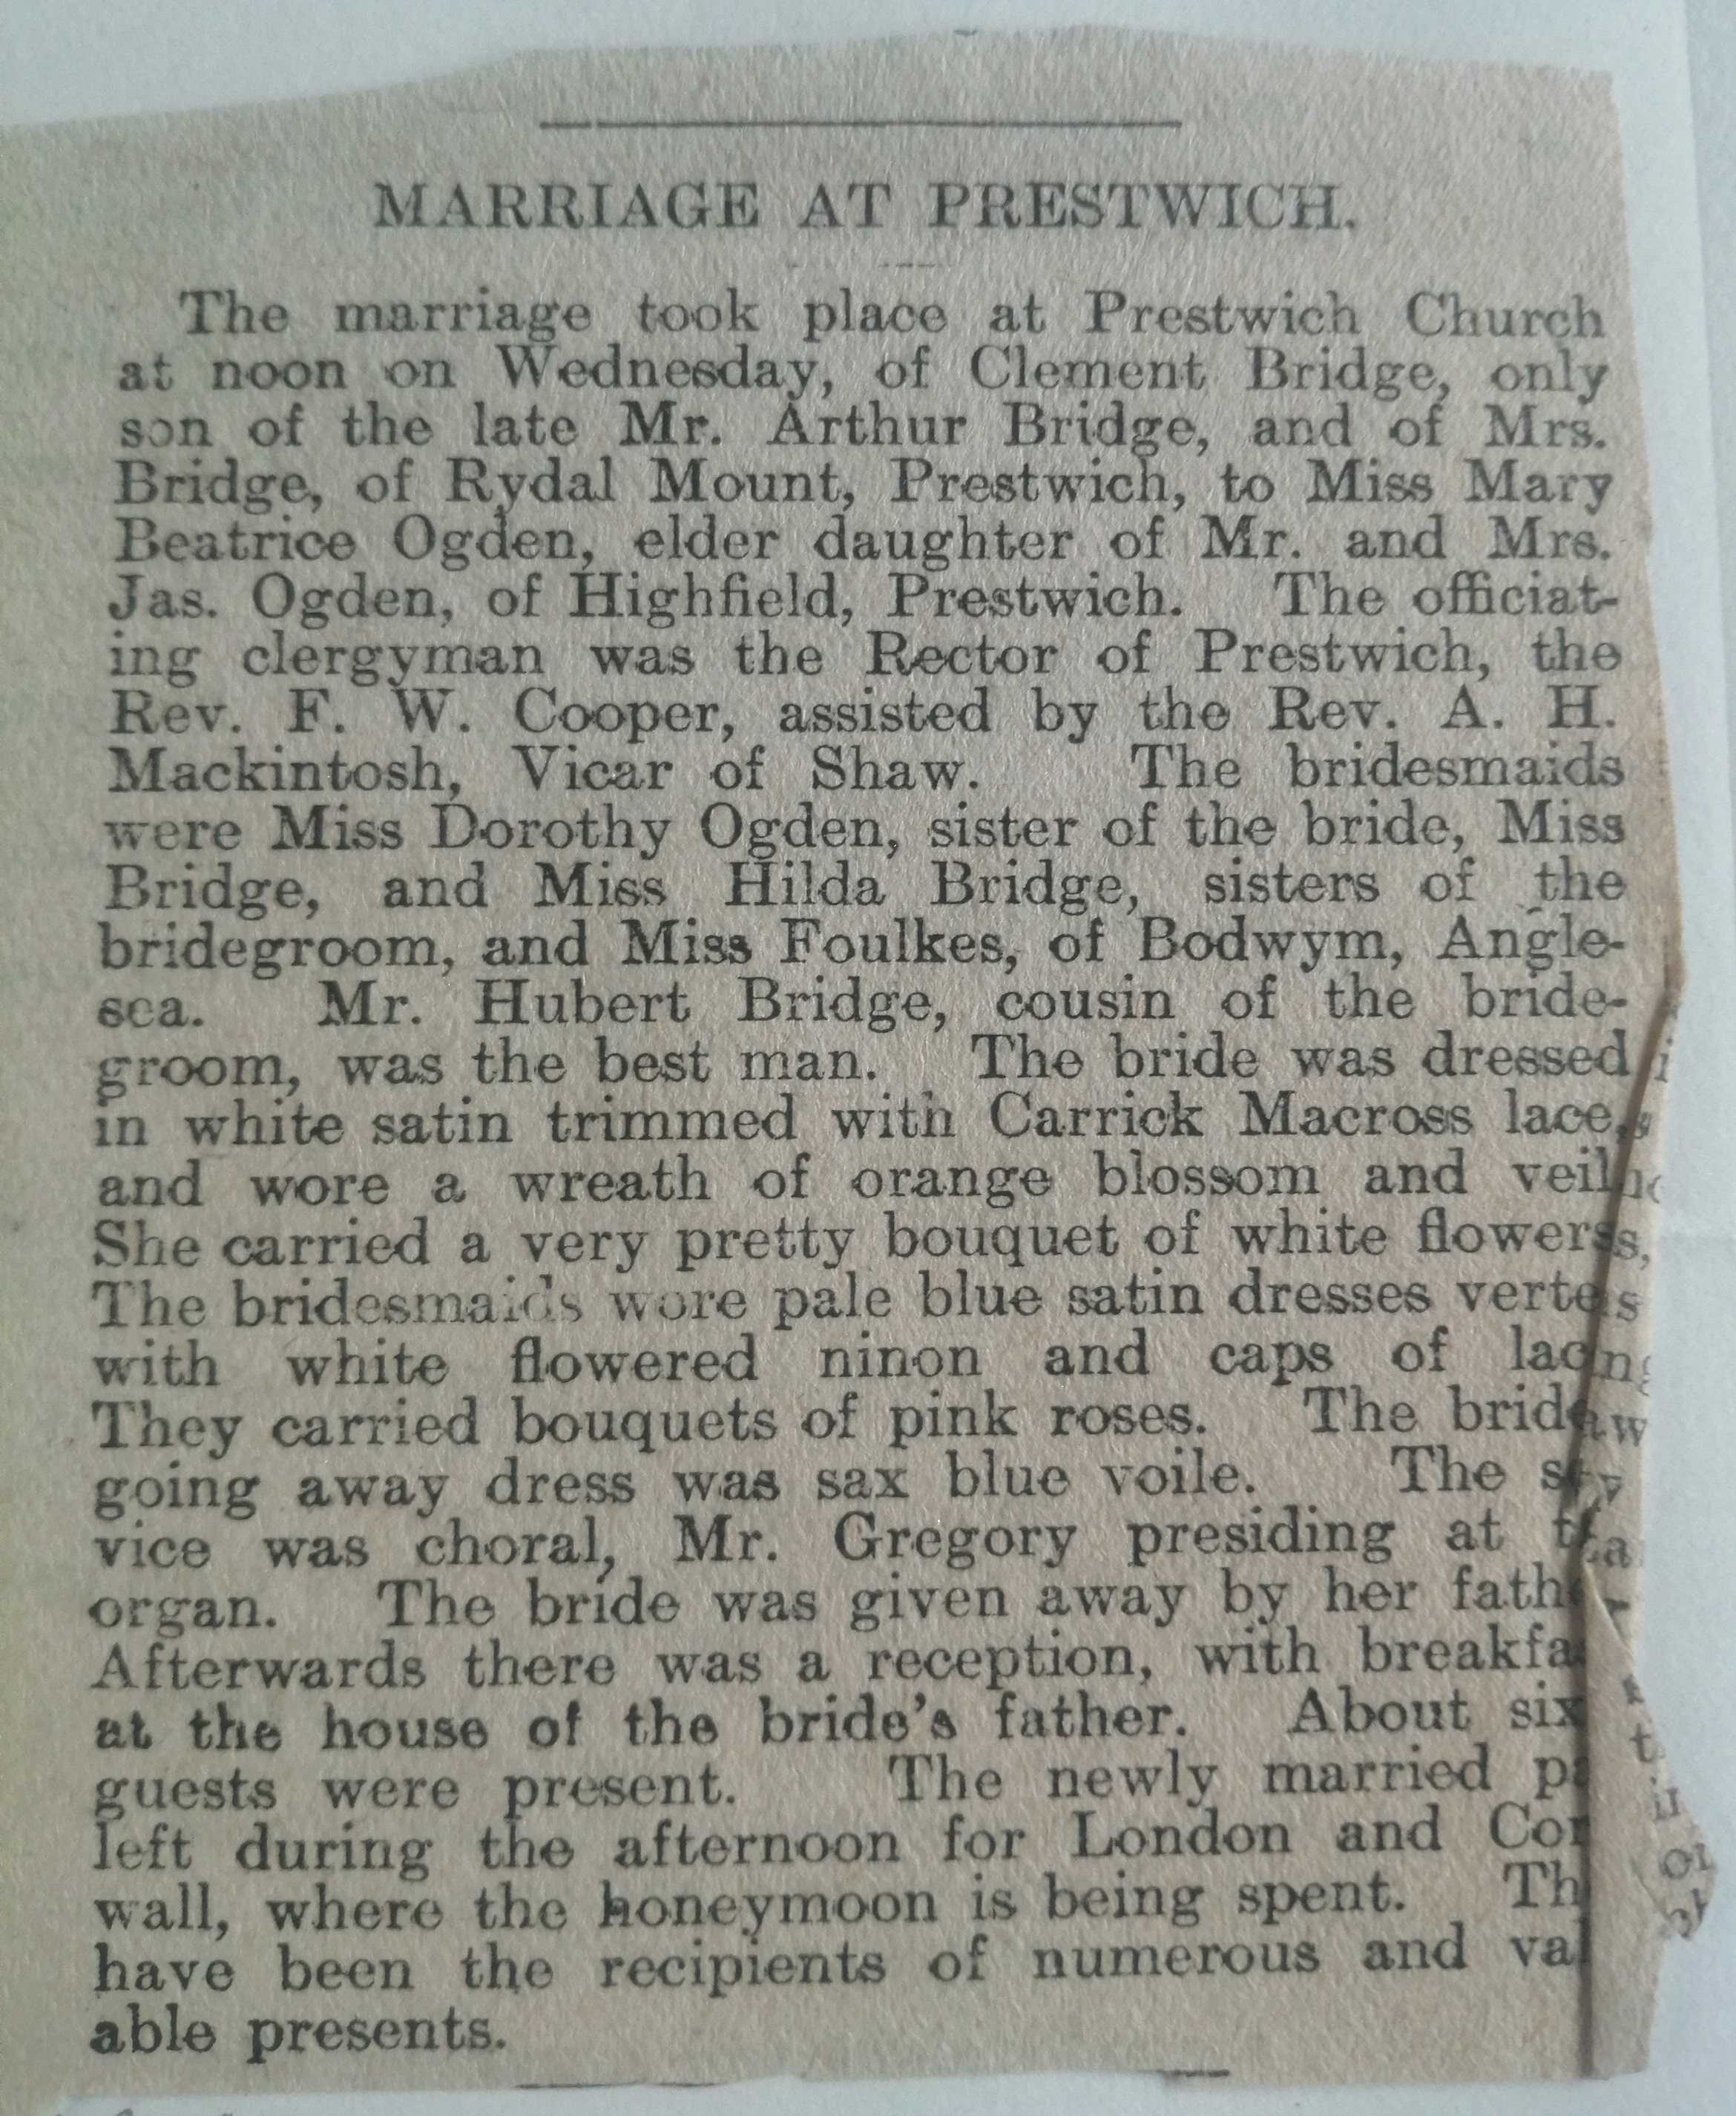 MARRIAGE AT PRESTWICH.
The marriage took place at Prestwich Church
at noon on Wednesday, of Clement Bridge, only
son of the late Mr. Arthur Bridge, and of Mrs.
Bridge, of Rydal Mount, Prestwich, to Miss Mary
Beatrice Ogden, elder daughter of Mr. and Mrs.
Jas. Ogden, of Highfield, Prestwich. The officiat-
ing clergyman was the Rector of Prestwich, the
Rev. F. W. Cooper, assisted by the Rev. A. H.
Mackintosh, Vicar of Shaw. The bridesmaids
were Miss Dorothy Ogden, sister of the bride, Miss
Bridge, and Miss Hilda Bridge, sisters of the
bridegroom, and Miss Foulkes, of Bodwym, Angle-
sea. Mr. Hubert Bridge, cousin of the bride-
groom, was the best man. The bride was dressed
in white satin trimmed with Carrick Macross lace,
and wore a wreath of orange blossom and veil
She carried a very pretty bouquet of white flowers
The bridesmaids wore pale blue satin dresses
with white flowered ninon and caps of
They carried bouquets of pink roses. The
going away dress was sax blue voile. The
vice was choral, Mr. Gregory presiding at
organ. The bride was given away by her
Afterwards there was a reception, with
at the house of the bride's father. About
guests were present. The newly married
left during the afternoon for London and
wall, where the honeymoon is being spent.
have been the recipients of numerous and
able presents.